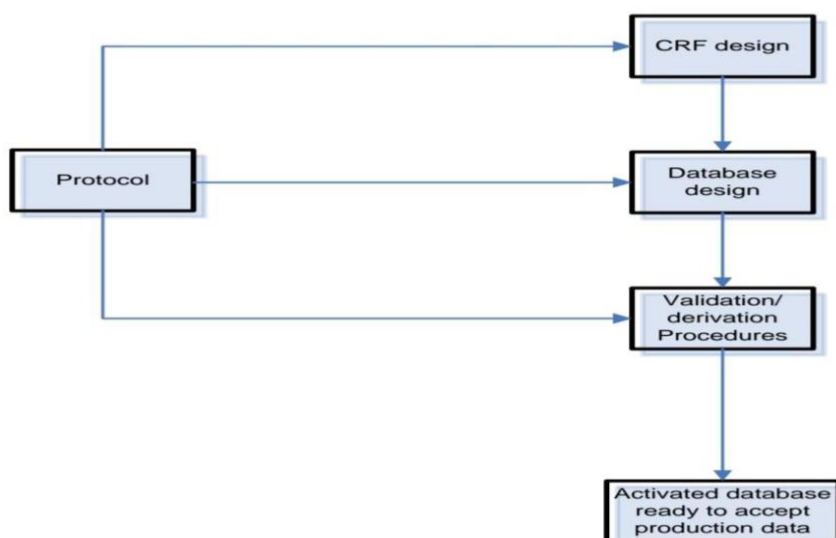 CRF design
Protocol
Database
design
Validation/
derivation
Procedures
Activated database
ready to accept
production data